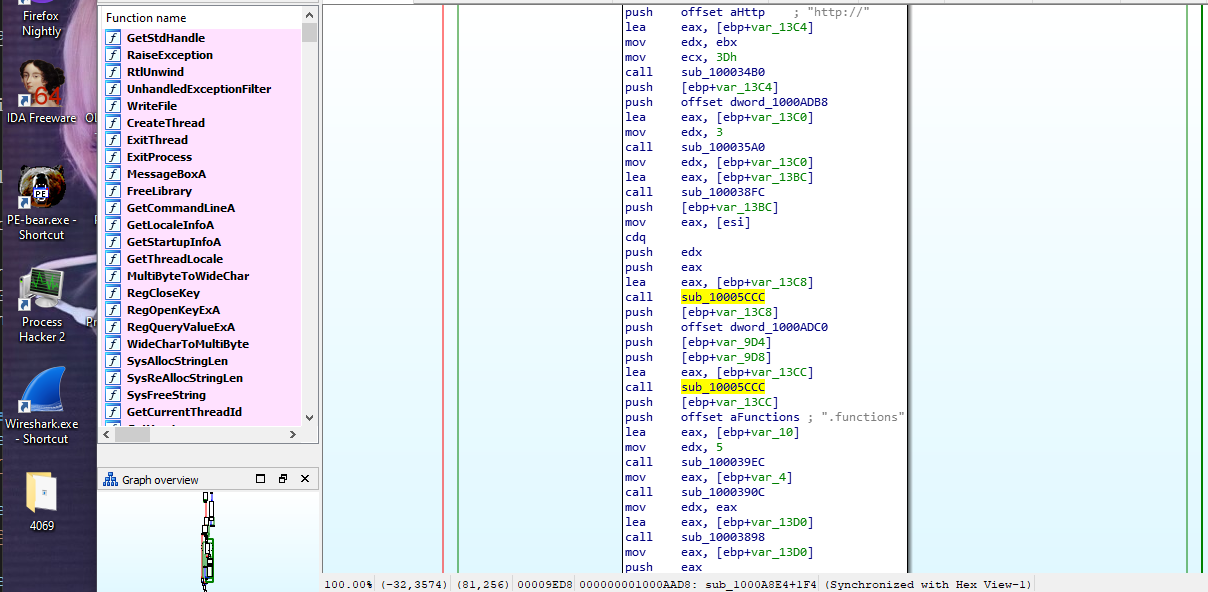 Firefox
Nightly
64
IDA Freeware
PE
PE-bear.exe -
Shortcut
Process
Hacker 2
Wireshark.exe
- Shortcut
4069
Function name
f GetStdHandle
f RaiseException
f RtlUnwind
f UnhandledExceptionFilter
f WriteFile
f CreateThread
f ExitThread
f ExitProcess
f MessageBoxA
f FreeLibrary
f GetCommandLineA
f GetLocaleInfoA
f GetStartupInfoA
f GetThreadLocale
f MultiByteToWideChar
f RegCloseKey
f RegOpenKeyExA
f RegQueryValueExA
f WideCharToMultiByte
f SysAllocStringLen
f SysReAllocStringLen
f SysFreeString
f GetCurrentThreadId
Graph overview
push offset aHttp ; "http://"
lea eax, [ebp+var_13C4]
mov edx, ebx
mov ecx, 3Dh
call sub_100034B0
push [ebp+var_13C4]
push offset dword_1000ADB8
lea eax, [ebp+var_13C0]
mov edx, 3
call sub_100035A0
mov edx, [ebp+var_13C0]
lea eax, [ebp+var_13BC]
call sub_100038FC
push [ebp+var_13BC]
mov eax, [esi]
cdq
push edx
push eax
lea eax, [ebp+var_13C8]
call sub_10005CCC
push [ebp+var_13C8]
push offset dword_1000ADC0
push [ebp+var_9D4]
push [ebp+var_9D8]
lea eax, [ebp+var_13CC]
call sub_10005CCC
push [ebp+var_13CC]
push offset aFunctions ; ".functions"
lea eax, [ebp+var_10]
mov edx, 5
call sub_100039EC
mov eax, [ebp+var_4]
call sub_1000390C
mov edx, eax
lea eax, [ebp+var_13D0]
call sub_10003898
mov eax, [ebp+var_13D0]
push eax
100.00% (-32,3574) (81,256) 00009ED8 000000001000AAD8: sub_1000A8E4+1F4 (Synchronized with Hex View-1)